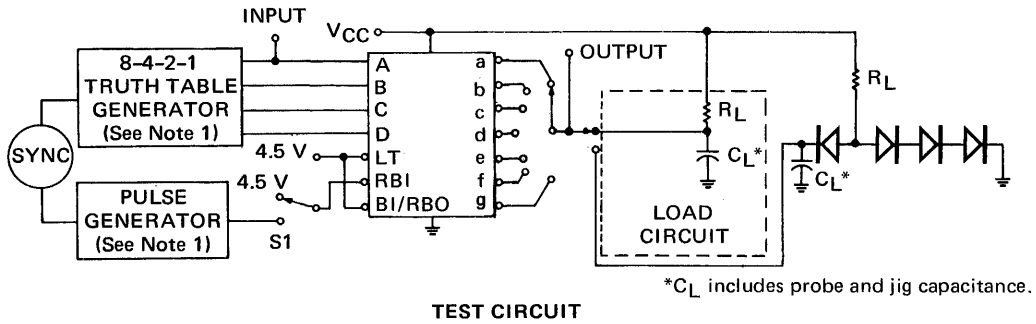 INPUT
VCC
8-4-2-1
TRUTH TABLE
GENERATOR
(See Note 1)
SYNC
PULSE
GENERATOR
(See Note 1)
4.5 V
4.5 V
S1
A
B
C
D
LT
RBI
BI/RBO
a
b
c
d
e
f
g
OUTPUT
RL
CL*
LOAD
CIRCUIT
RL
CL*
*CL includes probe and jig capacitance.
TEST CIRCUIT